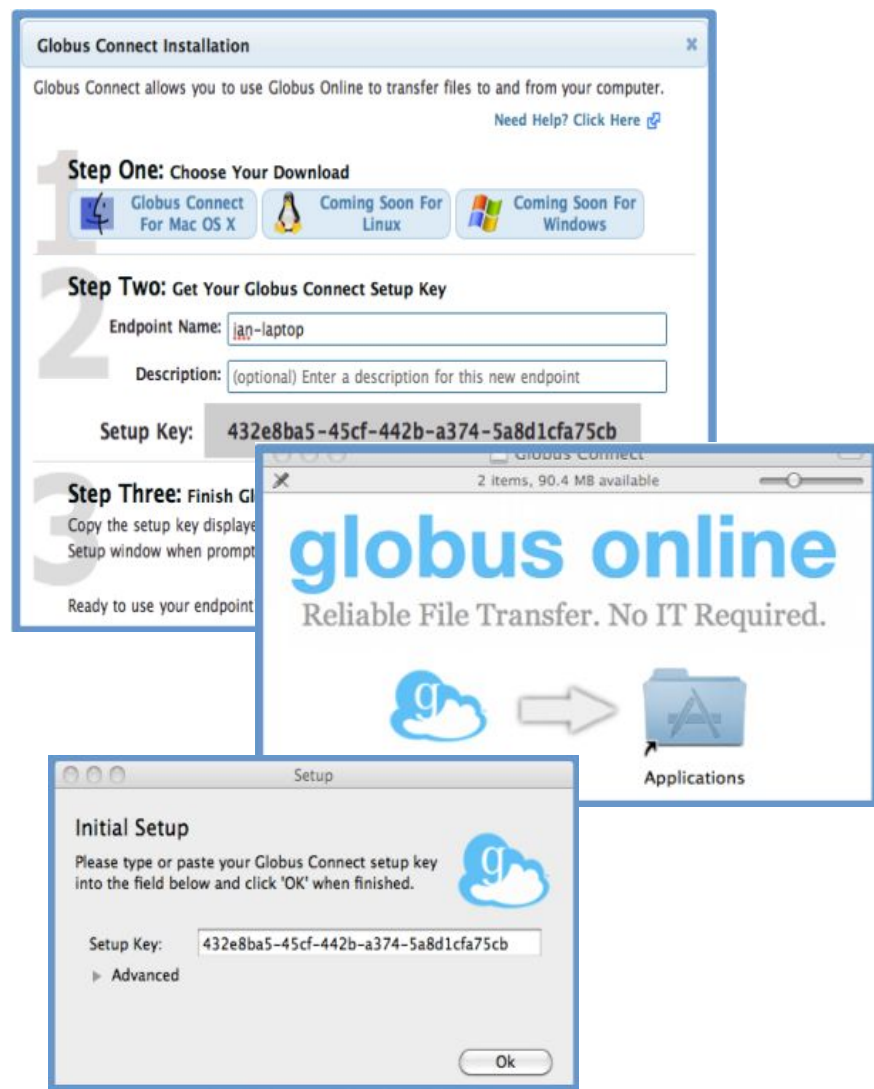 Globus Connect Installation
Globus Connect allows you to use Globus Online to transfer files to and from your computer.
Need Help? Click Here
1
Step One: Choose Your Download
Globus Connect
For Mac OS X
Coming Soon For
Linux
Coming Soon For
Windows
2
Step Two: Get Your Globus Connect Setup Key
Endpoint Name: jan-laptop
Description: (optional) Enter a description for this new endpoint
Setup Key: 432e8ba5-45cf-442b-a374-5a8d1cfa75cb
3
Step Three: Finish Gl
Copy the setup key displaye
Setup window when prompt
Ready to use your endpoint
Globus Connect
2 items, 90.4 MB available
globus online
Reliable File Transfer. No IT Required.
g
Applications
Setup
Initial Setup
Please type or paste your Globus Connect setup key
into the field below and click 'OK' when finished.
g
Setup Key: 432e8ba5-45cf-442b-a374-5a8d1cfa75cb
Advanced
Ok